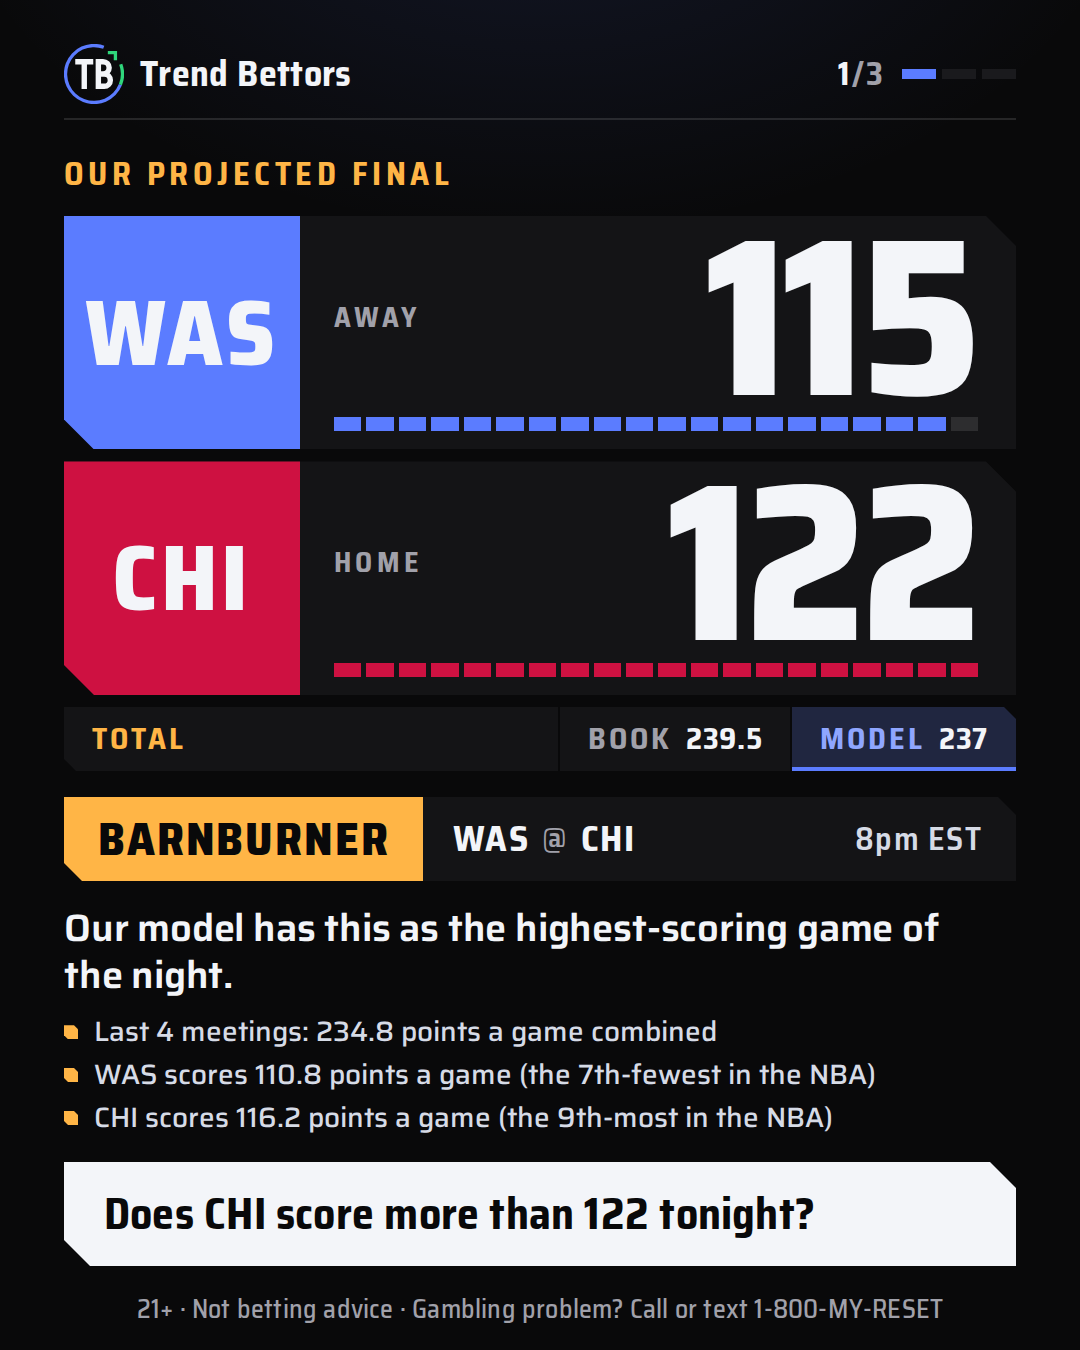 TB Trend Bettors 1/3
OUR PROJECTED FINAL
WAS AWAY 115
CHI HOME 122
TOTAL BOOK 239.5 MODEL 237
BARNBURNER WAS @ CHI 8pm EST
Our model has this as the highest-scoring game of
the night.
Last 4 meetings: 234.8 points a game combined
WAS scores 110.8 points a game (the 7th-fewest in the NBA)
CHI scores 116.2 points a game (the 9th-most in the NBA)
Does CHI score more than 122 tonight?
21+ · Not betting advice · Gambling problem? Call or text 1-800-MY-RESET